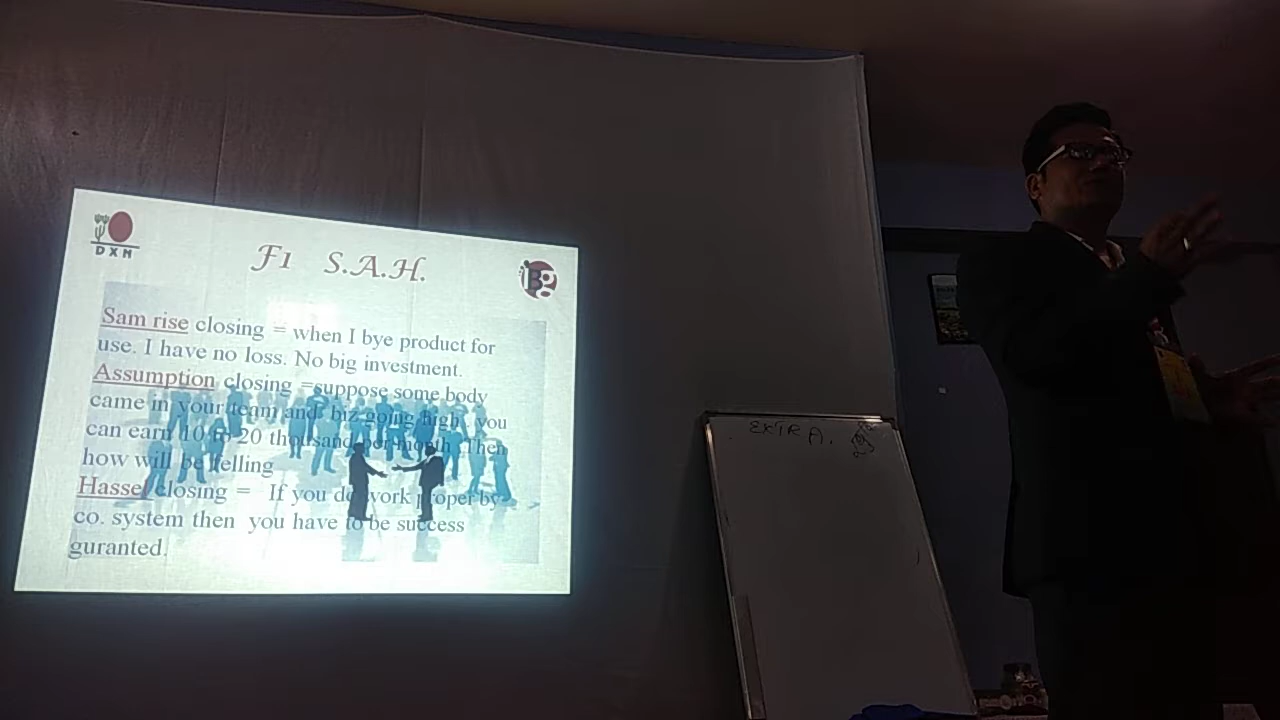 DXN
F1 S.A.H.
Bg
Sam rise closing = when I bye product for
use. I have no loss. No big investment.
Assumption closing =suppose some body
came in your team and biz going high you
can earn 10 to 20 thousand per month. Then
how will be felling
Hassel closing = If you do work proper by
co. system then you have to be success
guranted.
EXTRA.